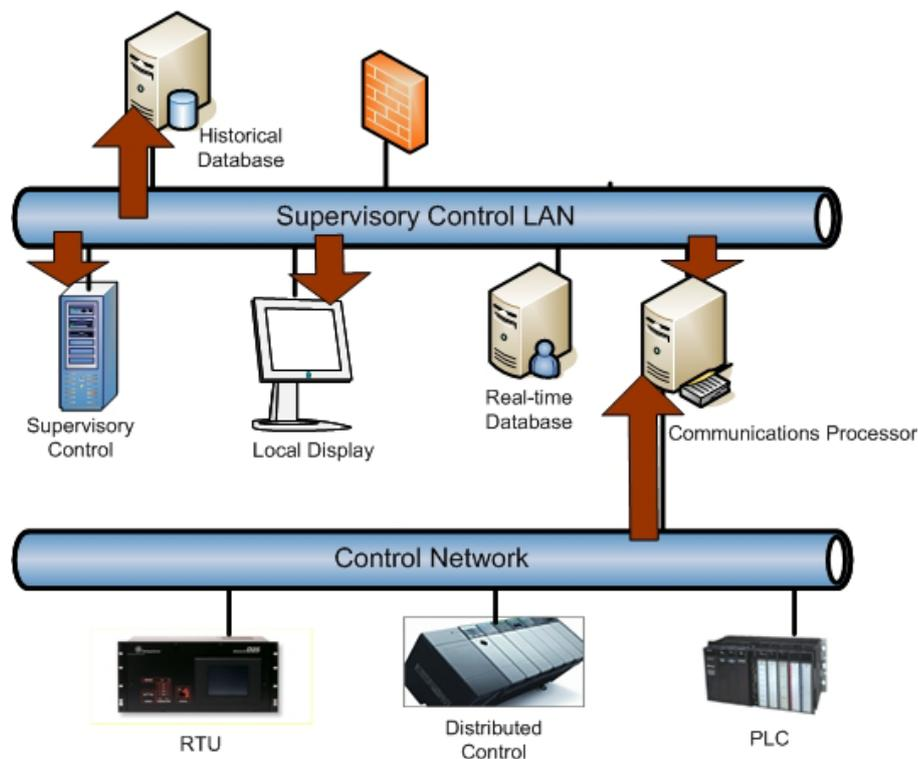 Historical
Database
Supervisory Control LAN
Supervisory
Control
Local Display
Real-time
Database
Communications Processor
Control Network
RTU
Distributed
Control
PLC